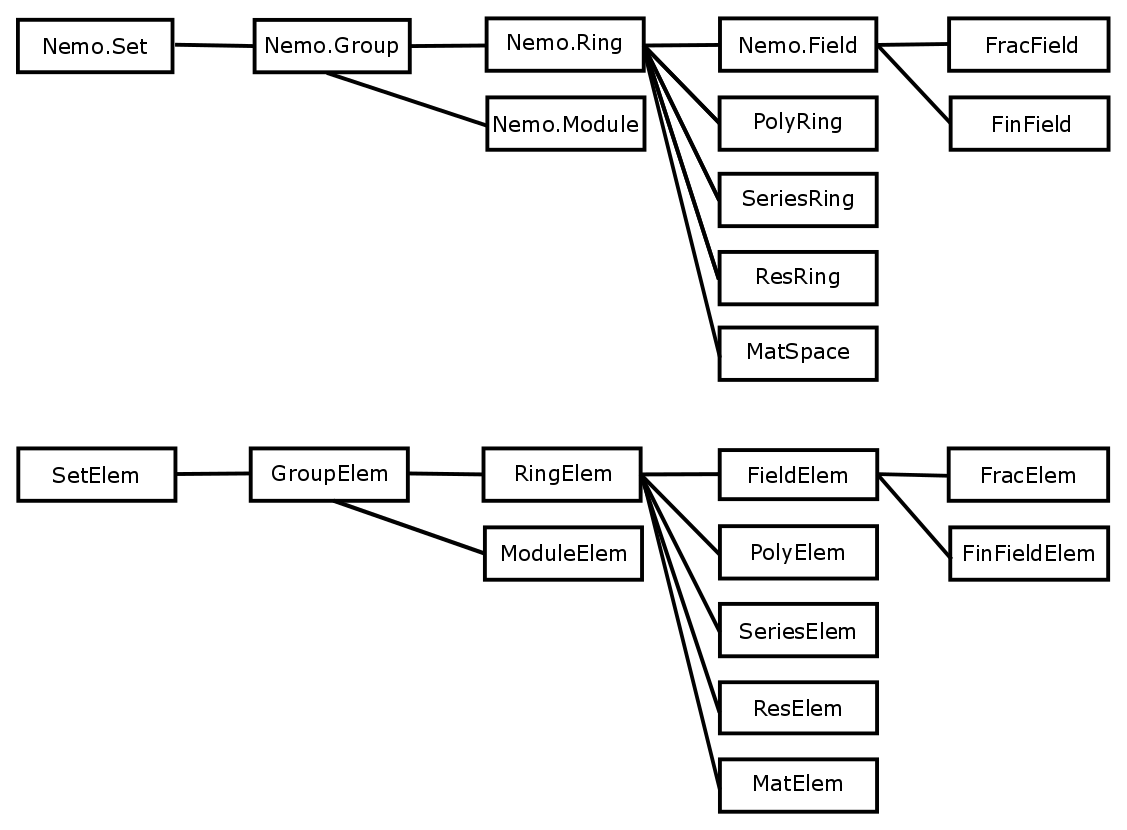 Nemo.Set
Nemo.Group
Nemo.Ring
Nemo.Field
FracField
Nemo.Module
PolyRing
FinField
SeriesRing
ResRing
MatSpace
SetElem
GroupElem
RingElem
FieldElem
FracElem
ModuleElem
PolyElem
FinFieldElem
SeriesElem
ResElem
MatElem